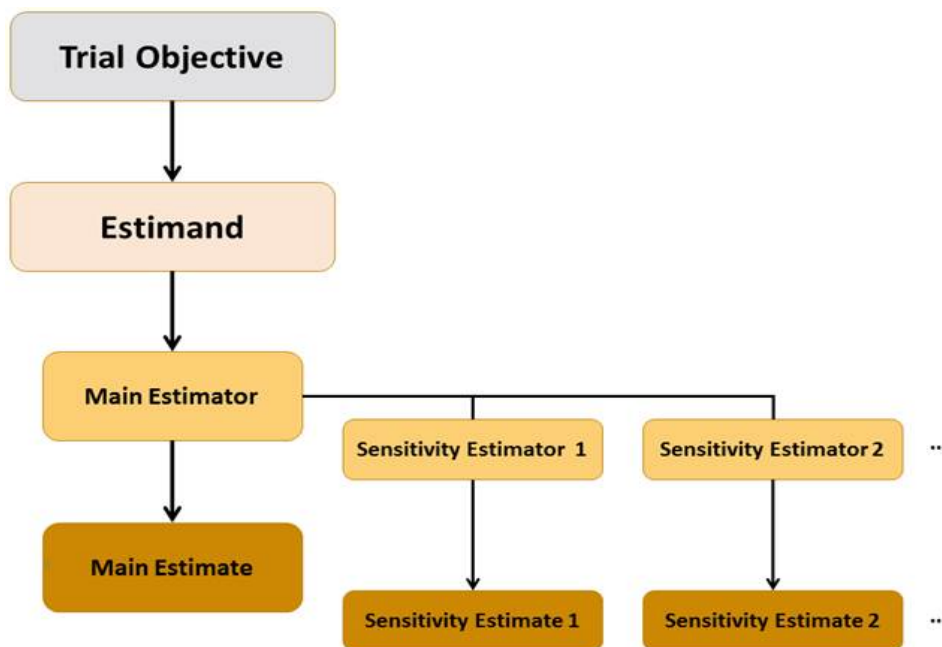 Trial Objective
Estimand
Main Estimator
Sensitivity Estimator 1
Sensitivity Estimator 2
..
Main Estimate
Sensitivity Estimate 1
Sensitivity Estimate 2
..